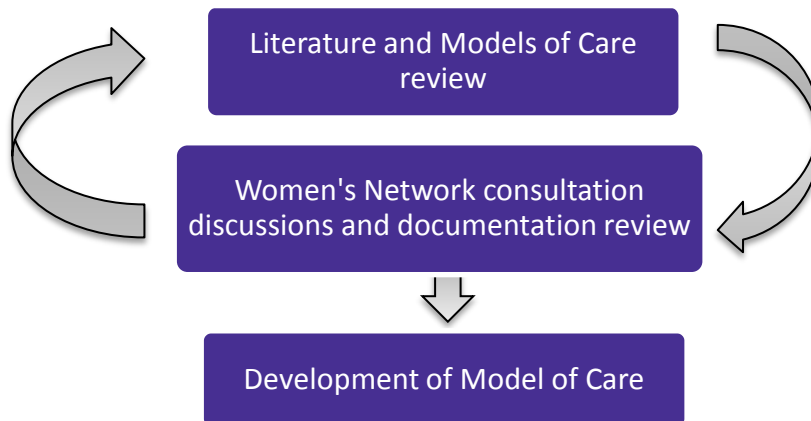 Literature and Models of Care
review
Women's Network consultation
discussions and documentation review
Development of Model of Care